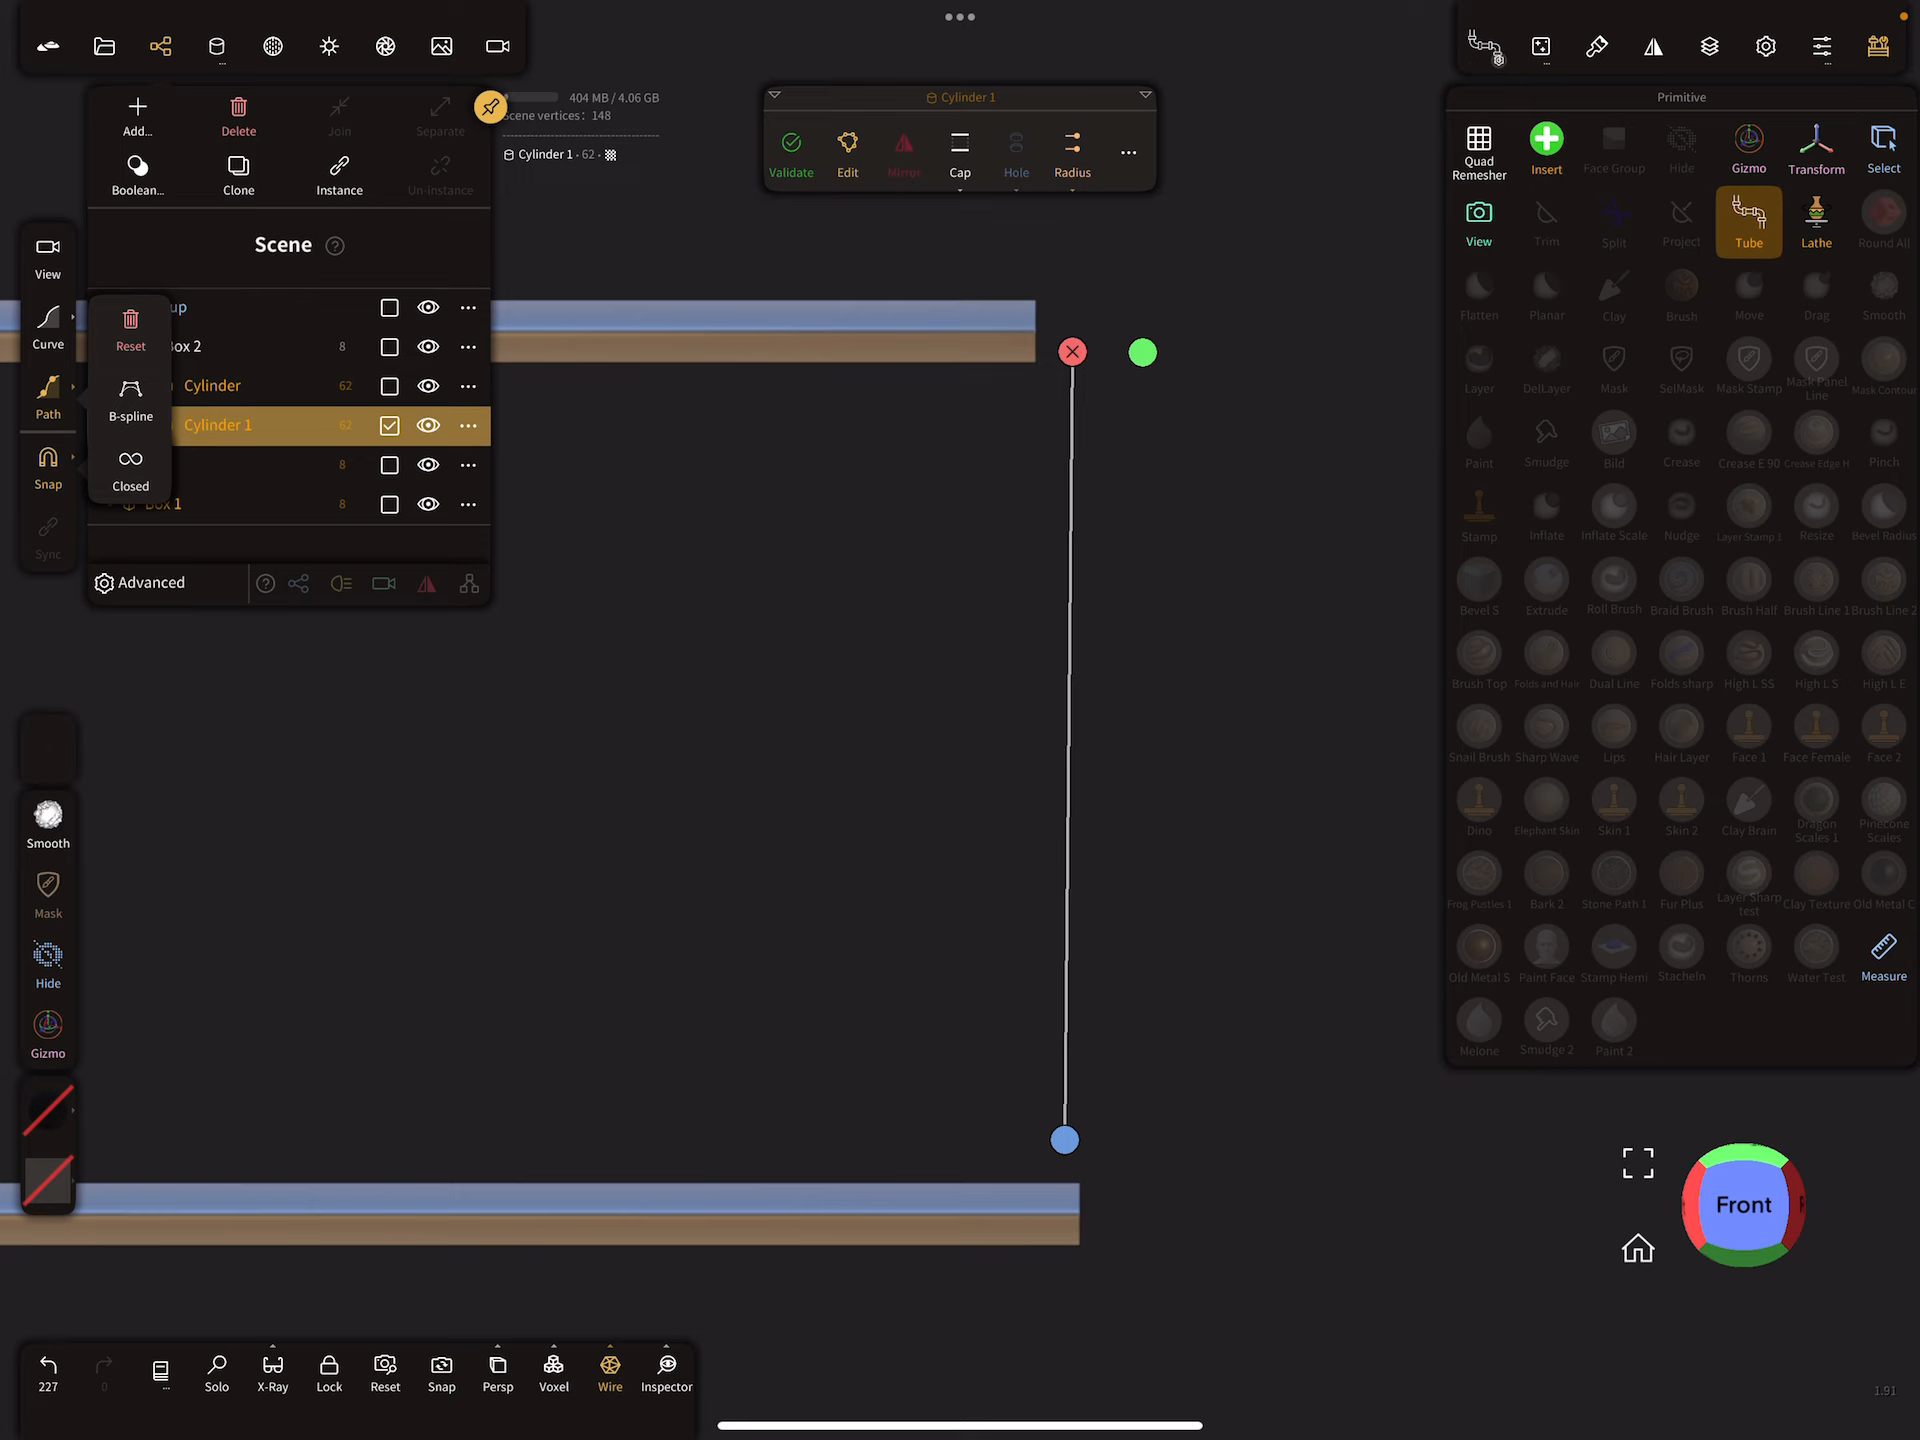 Add...
Delete
Join
Separate
Boolean...
Clone
Instance
Un-instance
404 MB / 4.06 GB
Scene vertices: 148
Cylinder 1 · 62 ·
Cylinder 1
Validate
Edit
Mirror
Cap
Hole
Radius
Scene
View
Curve
Path
Snap
Sync
Reset
B-spline
Closed
up
Box 2
8
Cylinder
62
Cylinder 1
62
8
Box 1
8
Advanced
Smooth
Mask
Hide
Gizmo
Primitive
Quad Remesher
Insert
Face Group
Hide
Gizmo
Transform
Select
View
Trim
Split
Project
Tube
Lathe
Round All
Flatten
Planar
Clay
Brush
Move
Drag
Smooth
Layer
DelLayer
Mask
SelMask
Mask Stamp
Mask Panel Line
Mask Contour
Paint
Smudge
Bild
Crease
Crease E 90
Crease Edge H
Pinch
Stamp
Inflate
Inflate Scale
Nudge
Layer Stamp 1
Resize
Bevel Radius
Bevel S
Extrude
Roll Brush
Braid Brush
Brush Half
Brush Line 1
Brush Line 2
Brush Top
Folds and Hair
Dual Line
Folds sharp
High L SS
High L S
High L E
Snail Brush
Sharp Wave
Lips
Hair Layer
Face 1
Face Female
Face 2
Dino
Elephant Skin
Skin 1
Skin 2
Clay Brain
Dragon Scales 1
Pinecone Scales
Frog Pustles 1
Bark 2
Stone Path 1
Fur Plus
Layer Sharp test
Clay Texture
Old Metal C
Old Metal S
Paint Face
Stamp Hemi
Stacheln
Thorns
Water Test
Measure
Melone
Smudge 2
Paint 2
Front
227
0
Solo
X-Ray
Lock
Reset
Snap
Persp
Voxel
Wire
Inspector
1.91